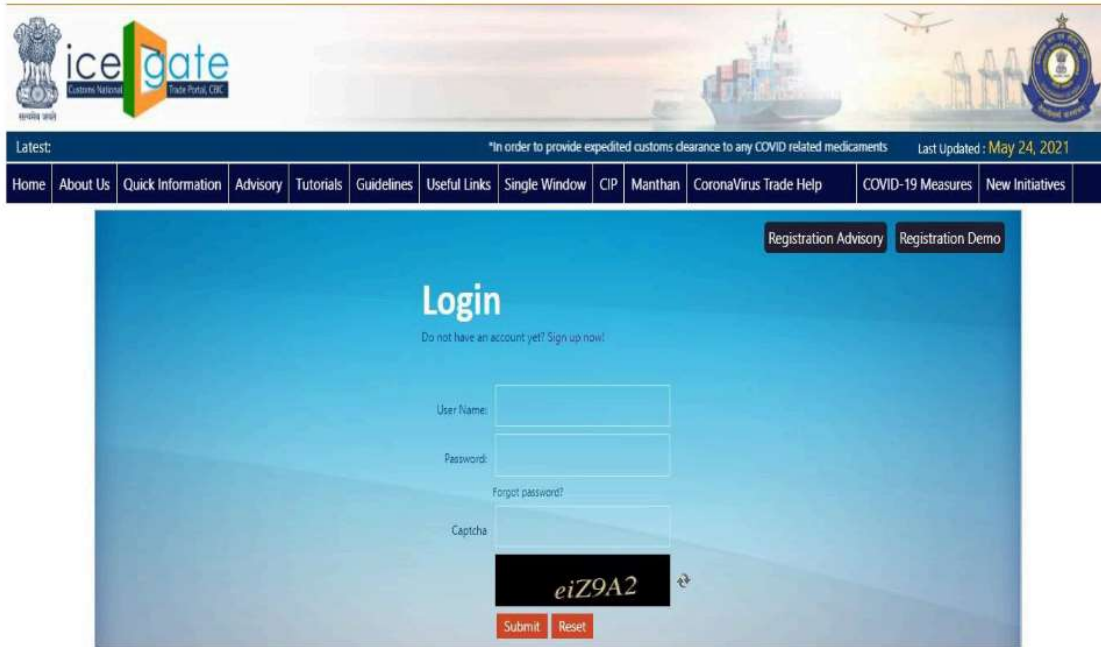 सत्यमेव जयते
ice gate
Customs National Trade Portal, CBIC
Latest: *In order to provide expedited customs clearance to any COVID related medicaments Last Updated : May 24, 2021
Home About Us Quick Information Advisory Tutorials Guidelines Useful Links Single Window CIP Manthan CoronaVirus Trade Help COVID-19 Measures New Initiatives
Registration Advisory Registration Demo
Login
Do not have an account yet? Sign up now!
User Name:
Password:
Forgot password?
Captcha
eiZ9A2
Submit Reset